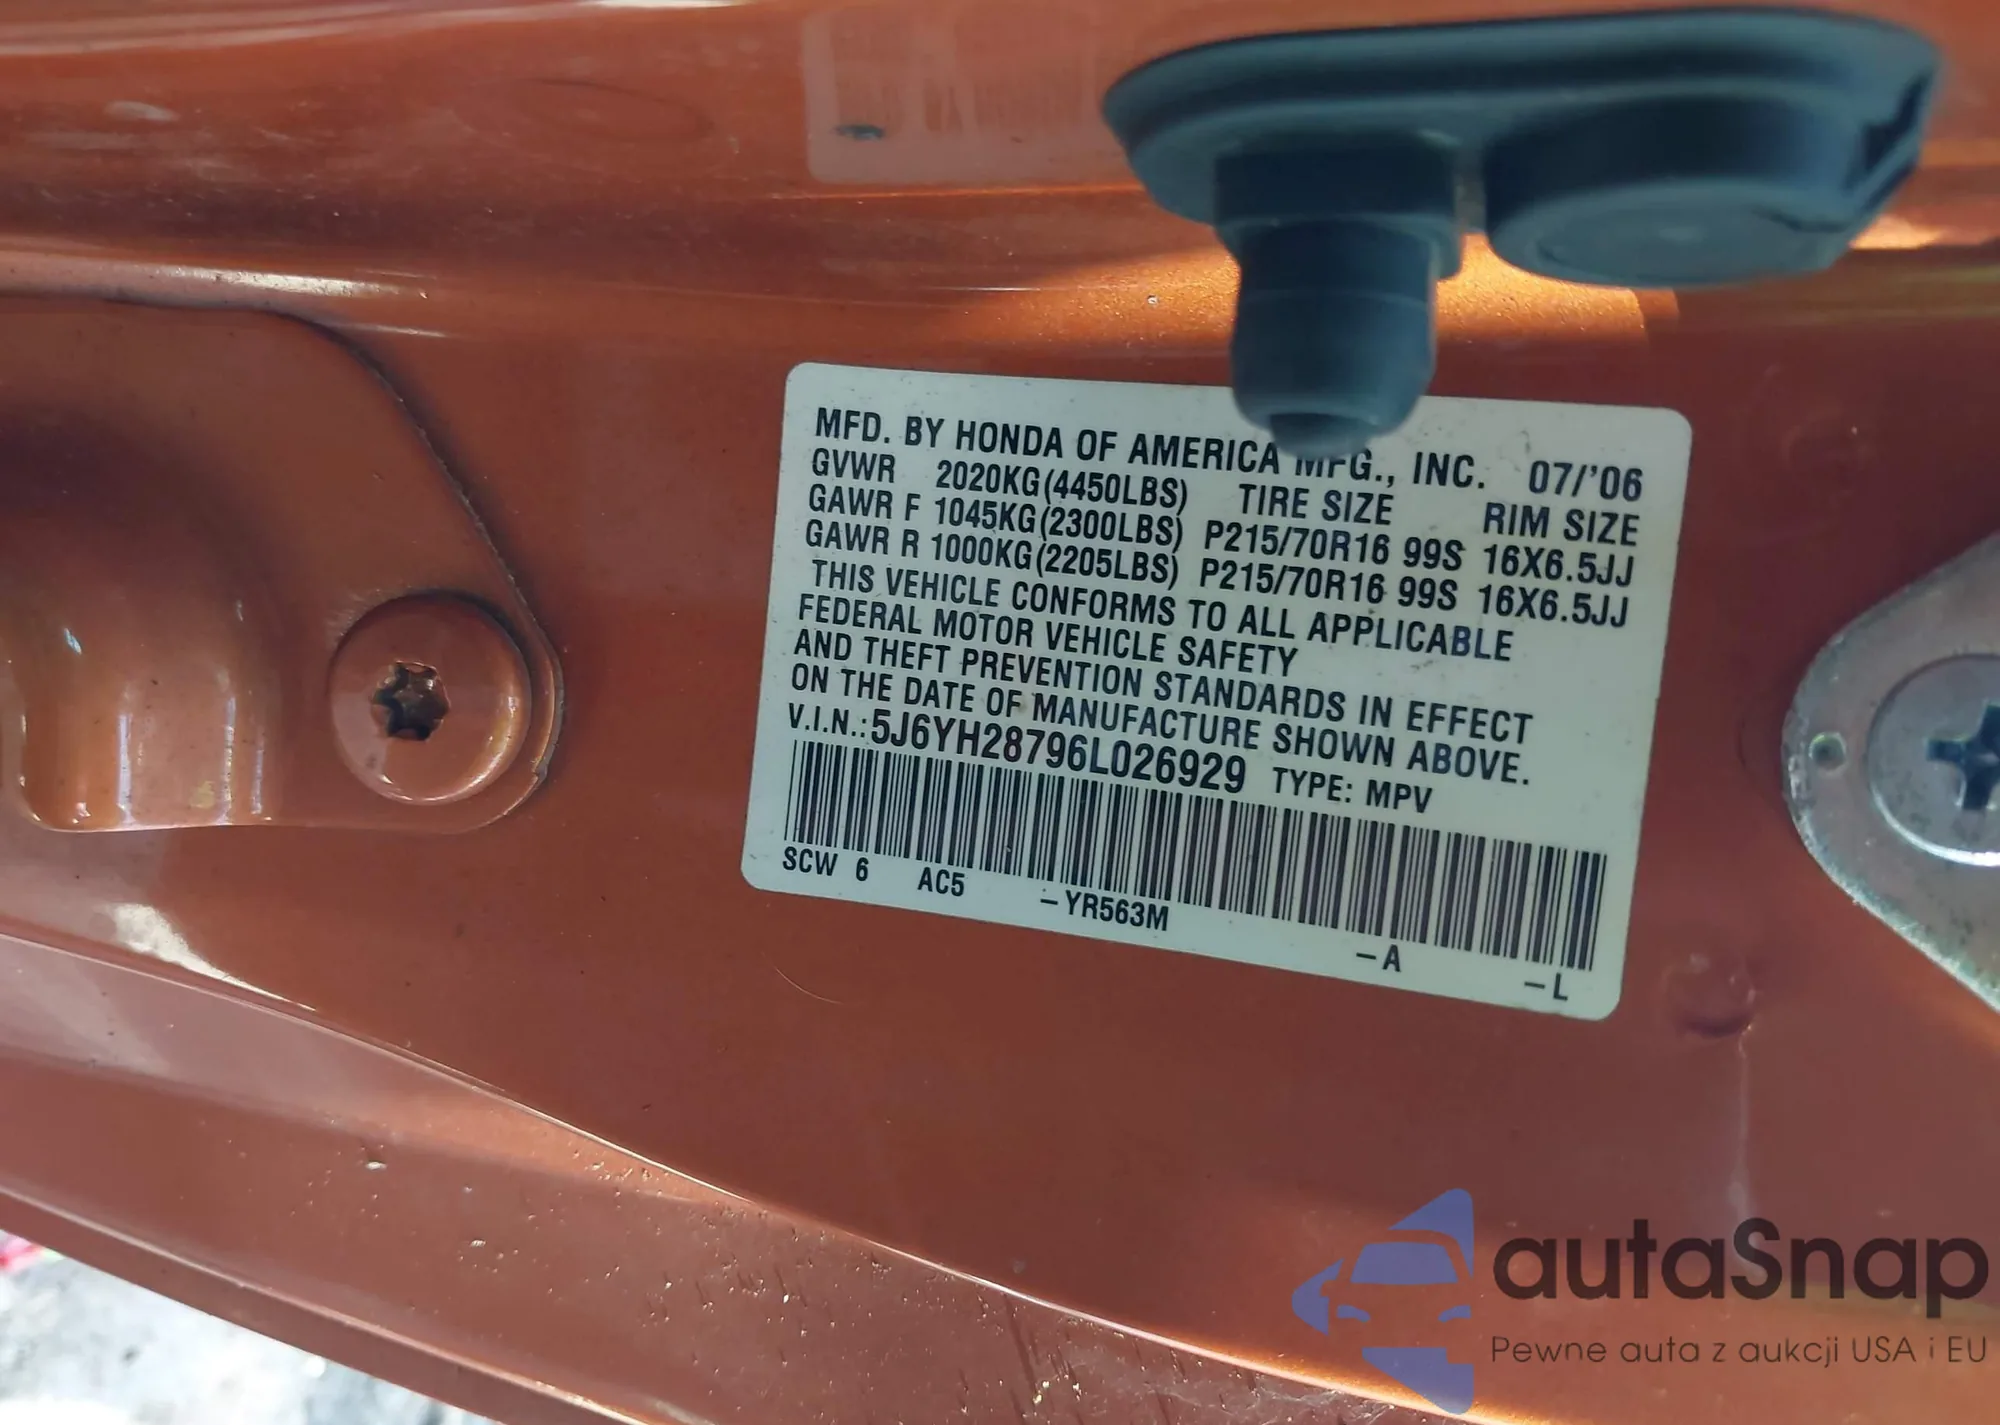 MFD. BY HONDA OF AMERICA MFG., INC. 07/'06
GVWR 2020KG(4450LBS) TIRE SIZE RIM SIZE
GAWR F 1045KG(2300LBS) P215/70R16 99S 16X6.5JJ
GAWR R 1000KG(2205LBS) P215/70R16 99S 16X6.5JJ
THIS VEHICLE CONFORMS TO ALL APPLICABLE
FEDERAL MOTOR VEHICLE SAFETY
AND THEFT PREVENTION STANDARDS IN EFFECT
ON THE DATE OF MANUFACTURE SHOWN ABOVE.
V.I.N.:5J6YH28796L026929 TYPE: MPV
SCW 6 AC5 -YR563M -A -L
autaSnap
Pewne auta z aukcji USA i EU